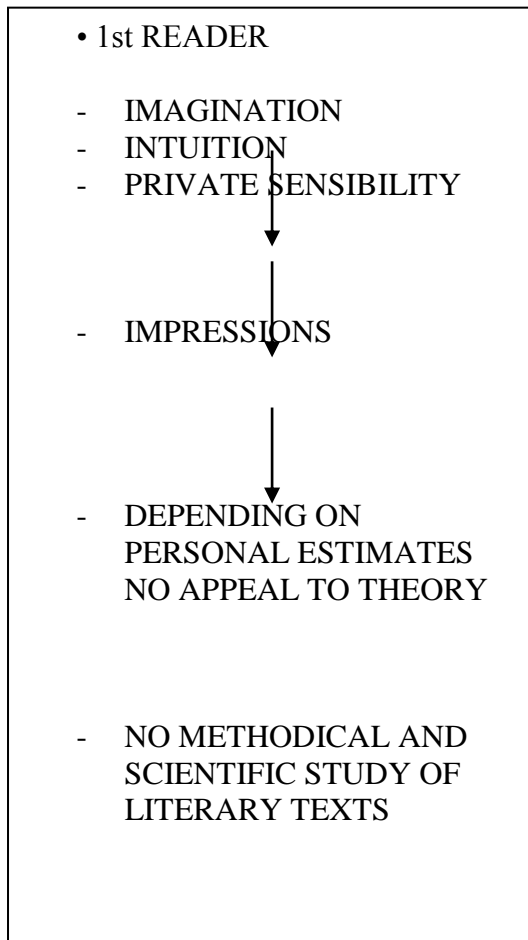 • 1st READER
- IMAGINATION
- INTUITION
- PRIVATE SENSIBILITY
- IMPRESSIONS
- DEPENDING ON
PERSONAL ESTIMATES
NO APPEAL TO THEORY
- NO METHODICAL AND
SCIENTIFIC STUDY OF
LITERARY TEXTS